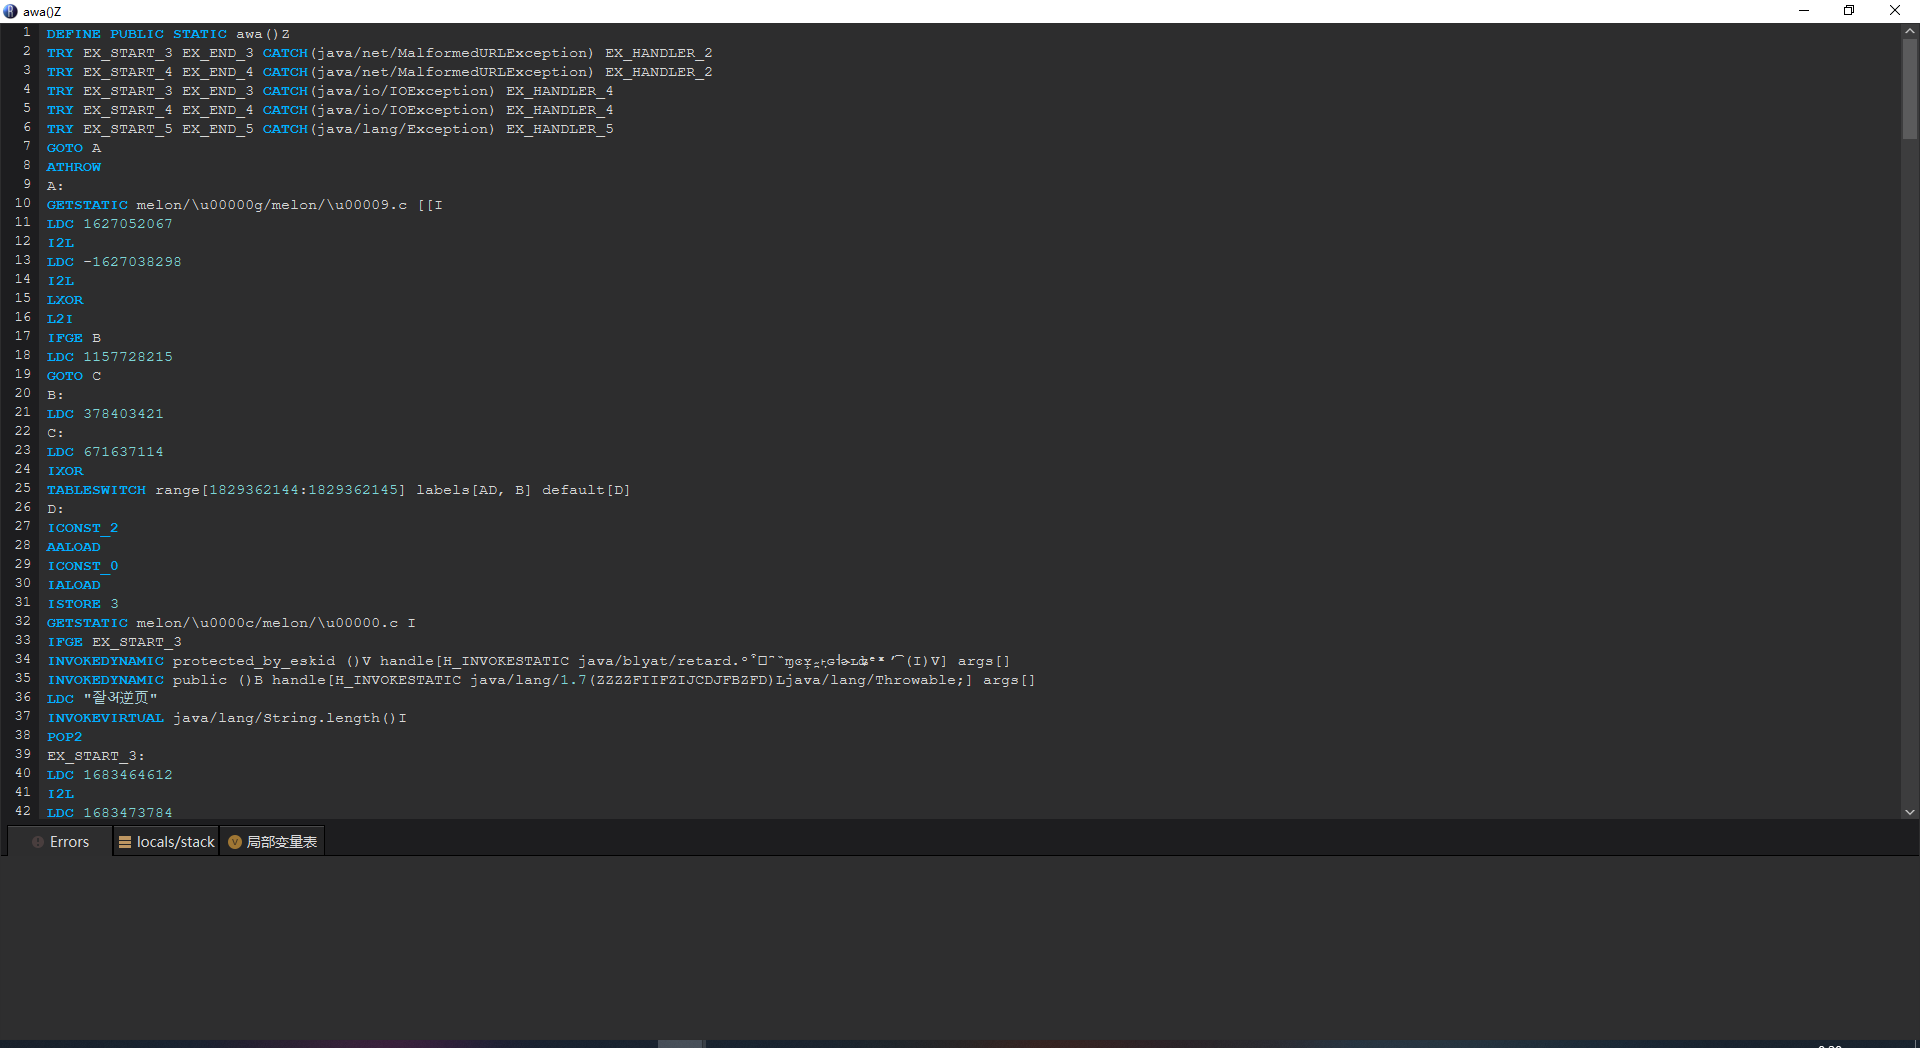 awa()Z
1 DEFINE PUBLIC STATIC awa()Z
2 TRY EX_START_3 EX_END_3 CATCH(java/net/MalformedURLException) EX_HANDLER_2
3 TRY EX_START_4 EX_END_4 CATCH(java/net/MalformedURLException) EX_HANDLER_2
4 TRY EX_START_3 EX_END_3 CATCH(java/io/IOException) EX_HANDLER_4
5 TRY EX_START_4 EX_END_4 CATCH(java/io/IOException) EX_HANDLER_4
6 TRY EX_START_5 EX_END_5 CATCH(java/lang/Exception) EX_HANDLER_5
7 GOTO A
8 ATHROW
9 A:
10 GETSTATIC melon/\u00000g/melon/\u00009.c [[I
11 LDC 1627052067
12 I2L
13 LDC -1627038298
14 I2L
15 LXOR
16 L2I
17 IFGE B
18 LDC 1157728215
19 GOTO C
20 B:
21 LDC 378403421
22 C:
23 LDC 671637114
24 IXOR
25 TABLESWITCH range[1829362144:1829362145] labels[AD, B] default[D]
26 D:
27 ICONST_2
28 AALOAD
29 ICONST_0
30 IALOAD
31 ISTORE 3
32 GETSTATIC melon/\u0000c/melon/\u00000.c I
33 IFGE EX_START_3
34 INVOKEDYNAMIC protected_by_eskid ()V handle[H_INVOKESTATIC java/blyat/retard. (I)V] args[]
35 INVOKEDYNAMIC public ()B handle[H_INVOKESTATIC java/lang/1.7(ZZZZFIIFZIJCDJFBZFD)Ljava/lang/Throwable;] args[]
36 LDC
37 INVOKEVIRTUAL java/lang/String.length()I
38 POP2
39 EX_START_3:
40 LDC 1683464612
41 I2L
42 LDC 1683473784
Errors locals/stack 局部变量表